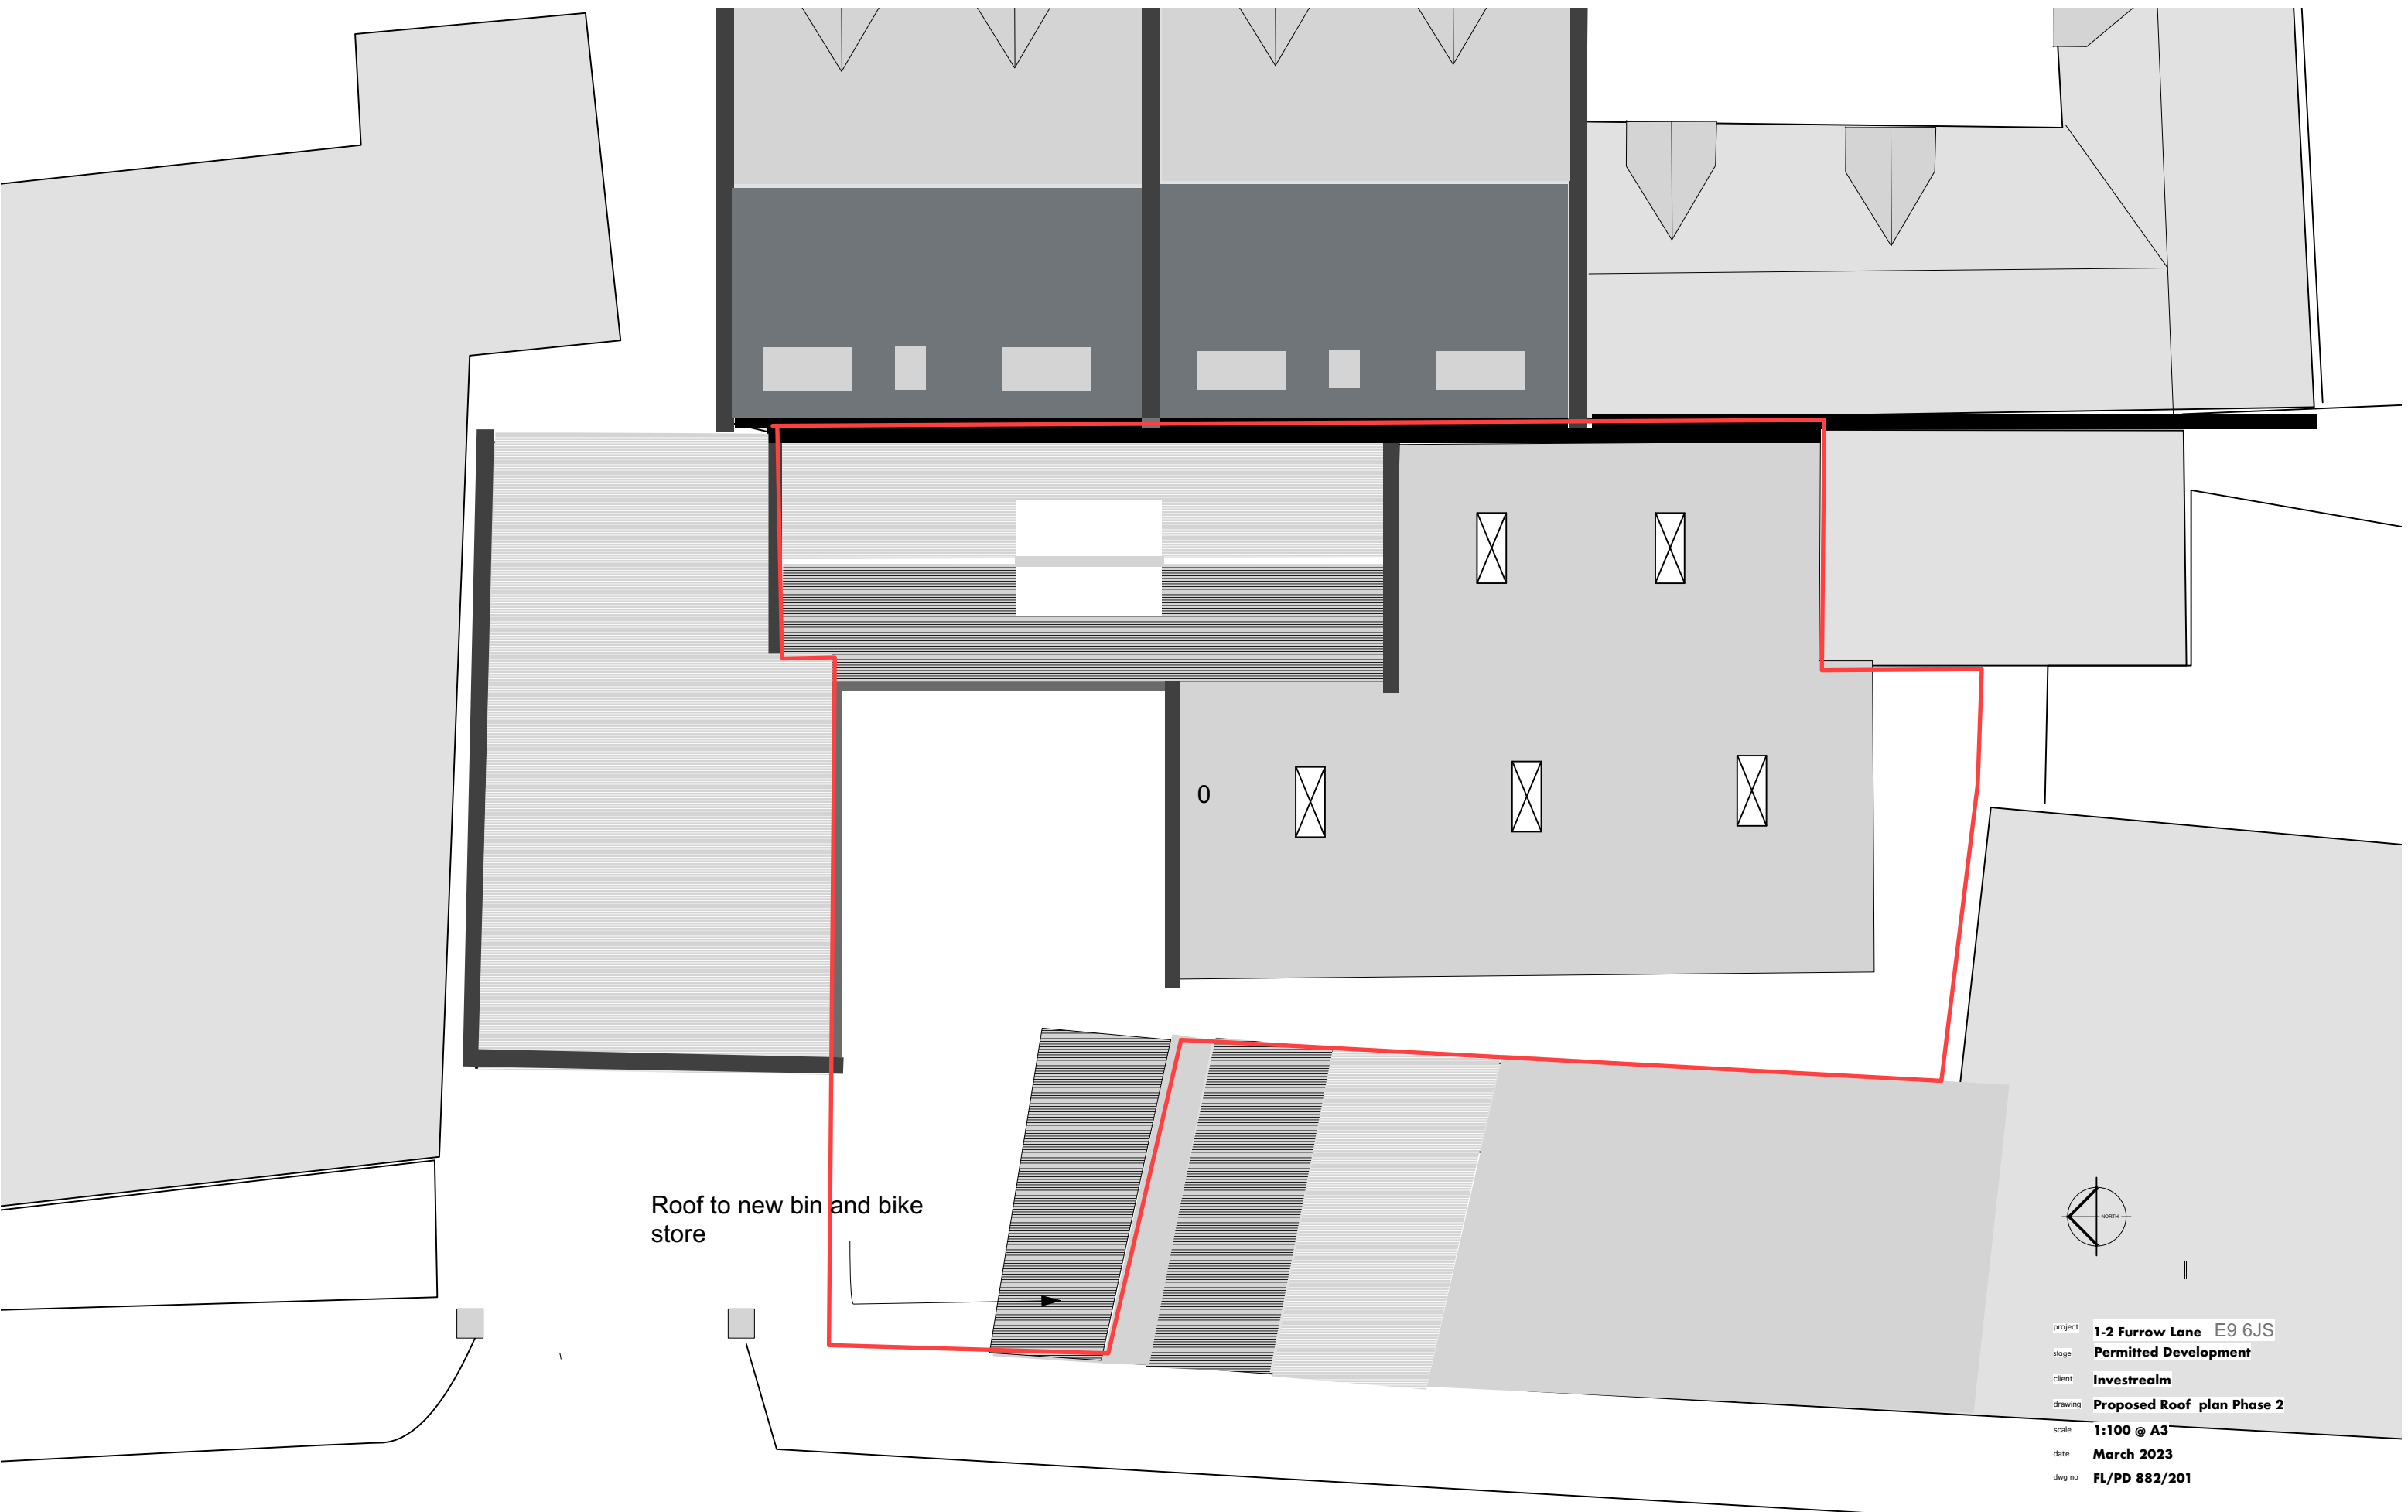 0
Roof to new bin and bike
store
NORTH
project 1-2 Furrow Lane E9 6JS
stage Permitted Development
client Investrealm
drawing Proposed Roof plan Phase 2
scale 1:100 @ A3
date March 2023
dwg no FL/PD 882/201